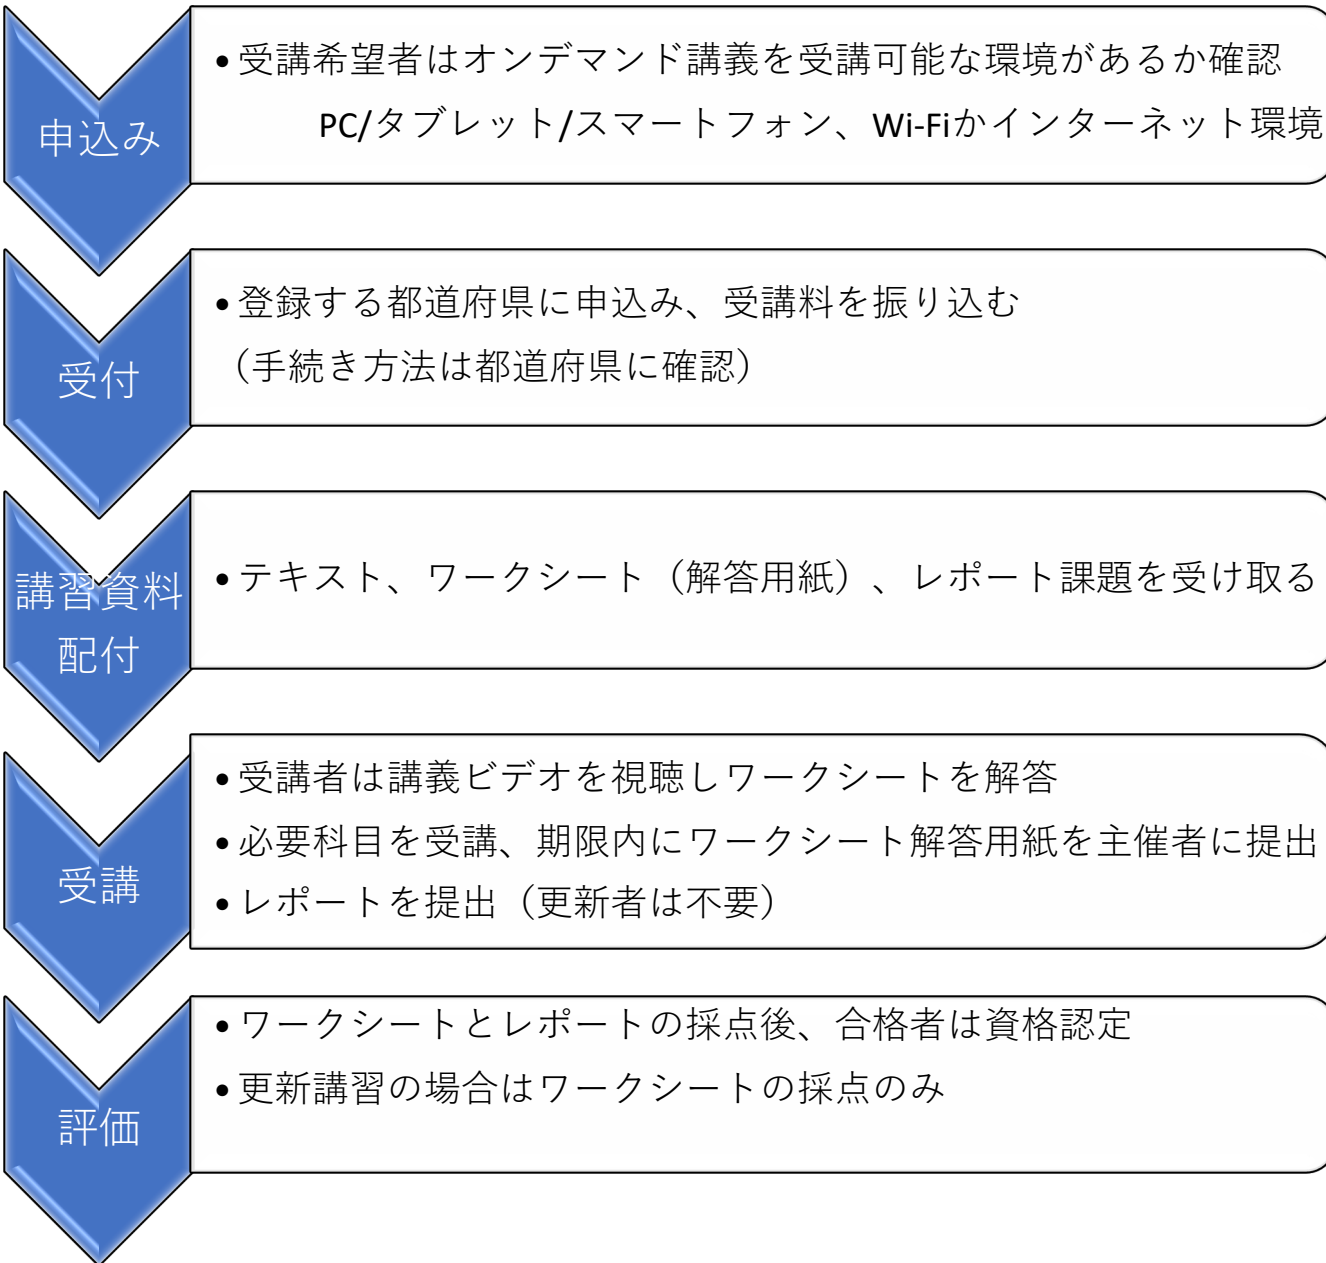 申込み
• 受講希望者はオンデマンド講義を受講可能な環境があるか確認
PC/タブレット/スマートフォン、Wi-Fiかインターネット環境
受付
• 登録する都道府県に申込み、受講料を振り込む
（手続き方法は都道府県に確認）
講習資料
配付
• テキスト、ワークシート（解答用紙）、レポート課題を受け取る
受講
• 受講者は講義ビデオを視聴しワークシートを解答
• 必要科目を受講、期限内にワークシート解答用紙を主催者に提出
• レポートを提出（更新者は不要）
評価
• ワークシートとレポートの採点後、合格者は資格認定
• 更新講習の場合はワークシートの採点のみ